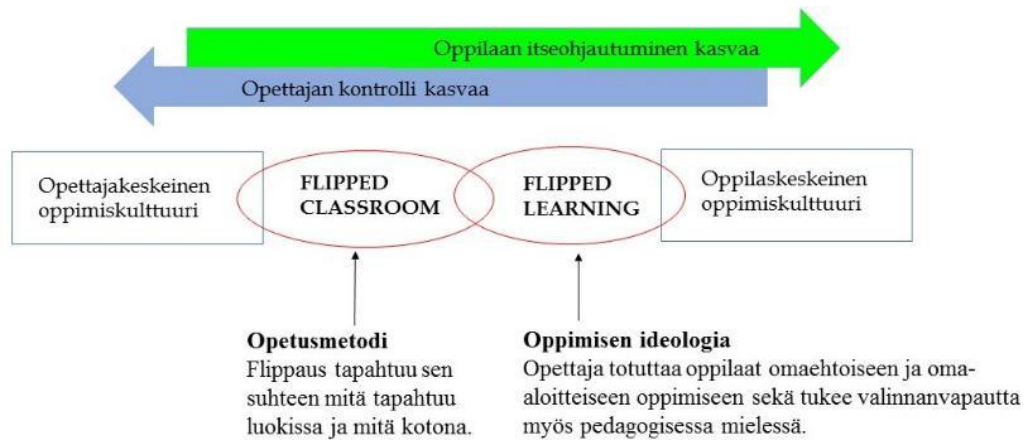 Oppilaan itseohjautuminen kasvaa
Opettajan kontrolli kasvaa
Opettajakeskeinen
oppimiskulttuuri
FLIPPED
CLASSROOM
FLIPPED
LEARNING
Oppilaskeskeinen
oppimiskulttuuri
Opetusmetodi
Flippaus tapahtuu sen
suhteen mitä tapahtuu
luokissa ja mitä kotona.
Oppimisen ideologia
Opettaja totuttaa oppilaat omaehtoiseen ja oma-
aloitteiseen oppimiseen sekä tukee valinnanvapautta
myös pedagogisessa mielessä.